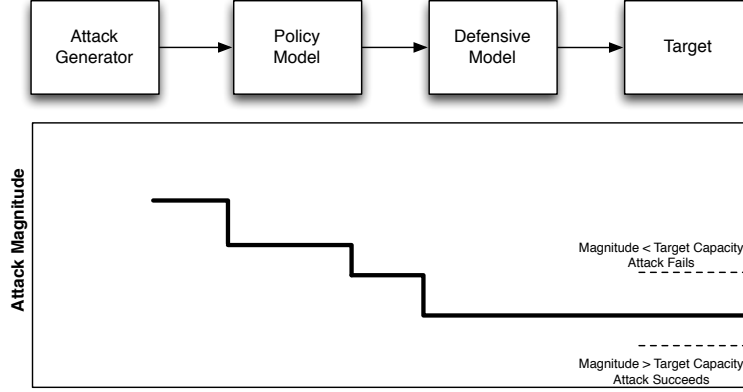 Attack
Generator
Policy
Model
Defensive
Model
Target
Attack Magnitude
Magnitude < Target Capacity
Attack Fails
Magnitude > Target Capacity
Attack Succeeds